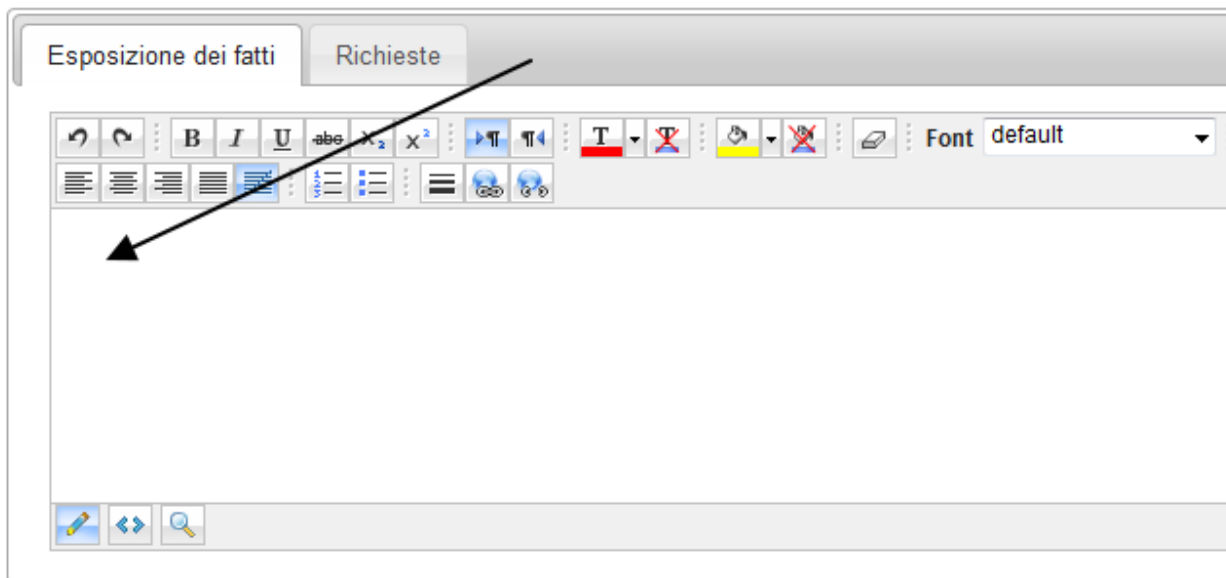 Esposizione dei fatti Richieste
B I U abc X₂ X² T T Font default